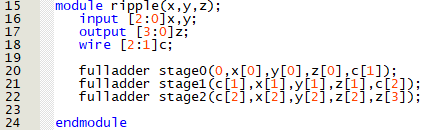 15 module ripple(x,y,z);
16 input [2:0]x,y;
17 output [3:0]z;
18 wire [2:1]c;
19
20 fulladder stage0(0,x[0],y[0],z[0],c[1]);
21 fulladder stage1(c[1],x[1],y[1],z[1],c[2]);
22 fulladder stage2(c[2],x[2],y[2],z[2],z[3]);
23
24 endmodule